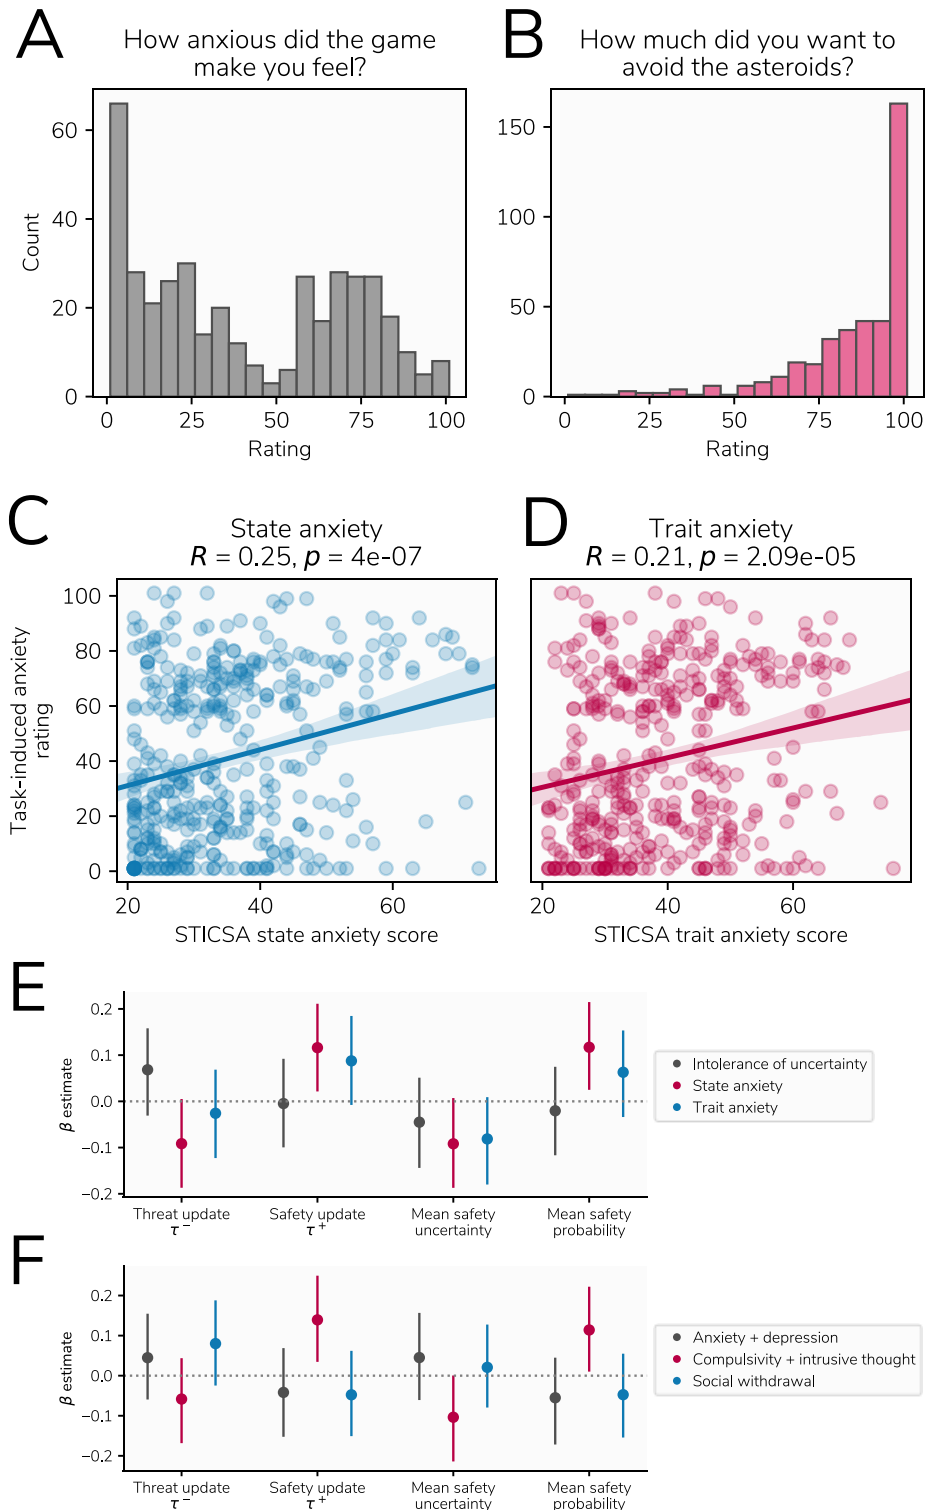 A
How anxious did the game
make you feel?
60
40
20
0
Count
0 25 50 75 100
Rating
B
How much did you want to
avoid the asteroids?
150
100
50
0
0 25 50 75 100
Rating
C
State anxiety
R = 0.25, p = 4e-07
100
80
60
40
20
0
Task-induced anxiety
rating
20 40 60
STICSA state anxiety score
D
Trait anxiety
R = 0.21, p = 2.09e-05
20 40 60
STICSA trait anxiety score
E
0.2
0.1
0.0
−0.1
−0.2
β estimate
Threat update
τ−
Safety update
τ+
Mean safety
uncertainty
Mean safety
probability
Intolerance of uncertainty
State anxiety
Trait anxiety
F
0.2
0.1
0.0
−0.1
−0.2
β estimate
Threat update
τ−
Safety update
τ+
Mean safety
uncertainty
Mean safety
probability
Anxiety + depression
Compulsivity + intrusive thought
Social withdrawal